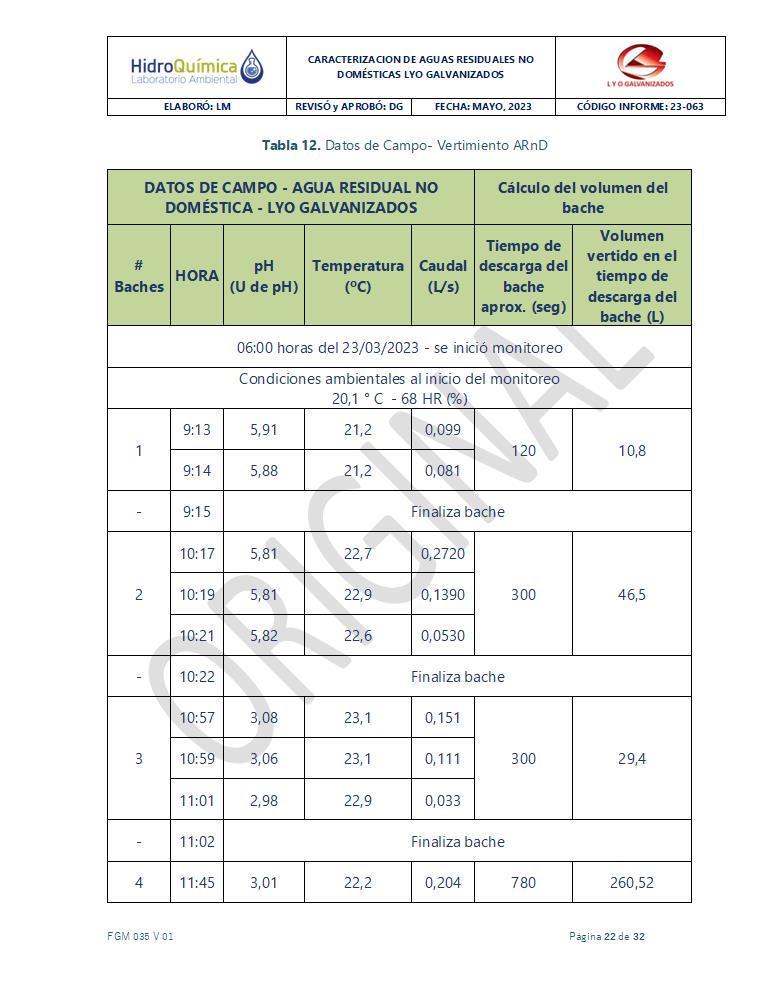 HidroQuímica
Laboratorio Ambiental
CARACTERIZACION DE AGUAS RESIDUALES NO
DOMÉSTICAS LYO GALVANIZADOS
L Y O GALVANIZADOS
ELABORÓ: LM
REVISÓ y APROBÓ: DG
FECHA: MAYO, 2023
CÓDIGO INFORME: 23-063
Tabla 12. Datos de Campo- Vertimiento ARnD
DATOS DE CAMPO - AGUA RESIDUAL NO
DOMÉSTICA - LYO GALVANIZADOS
Cálculo del volumen del
bache
#
Baches
HORA
pH
(U de pH)
Temperatura
(ºC)
Caudal
(L/s)
Tiempo de
descarga del
bache
aprox. (seg)
Volumen
vertido en el
tiempo de
descarga del
bache (L)
06:00 horas del 23/03/2023 - se inició monitoreo
Condiciones ambientales al inicio del monitoreo
20,1 ° C - 68 HR (%)
1
9:13 5,91 21,2 0,099
120
10,8
9:14 5,88 21,2 0,081
- 9:15 Finaliza bache
10:17 5,81 22,7 0,2720
2
10:19 5,81 22,9 0,1390
300
46,5
10:21 5,82 22,6 0,0530
- 10:22 Finaliza bache
10:57 3,08 23,1 0,151
3
10:59 3,06 23,1 0,111
300
29,4
11:01 2,98 22,9 0,033
- 11:02 Finaliza bache
4 11:45 3,01 22,2 0,204 780 260,52
ORIGINAL
FGM 035 V 01
Página 22 de 32